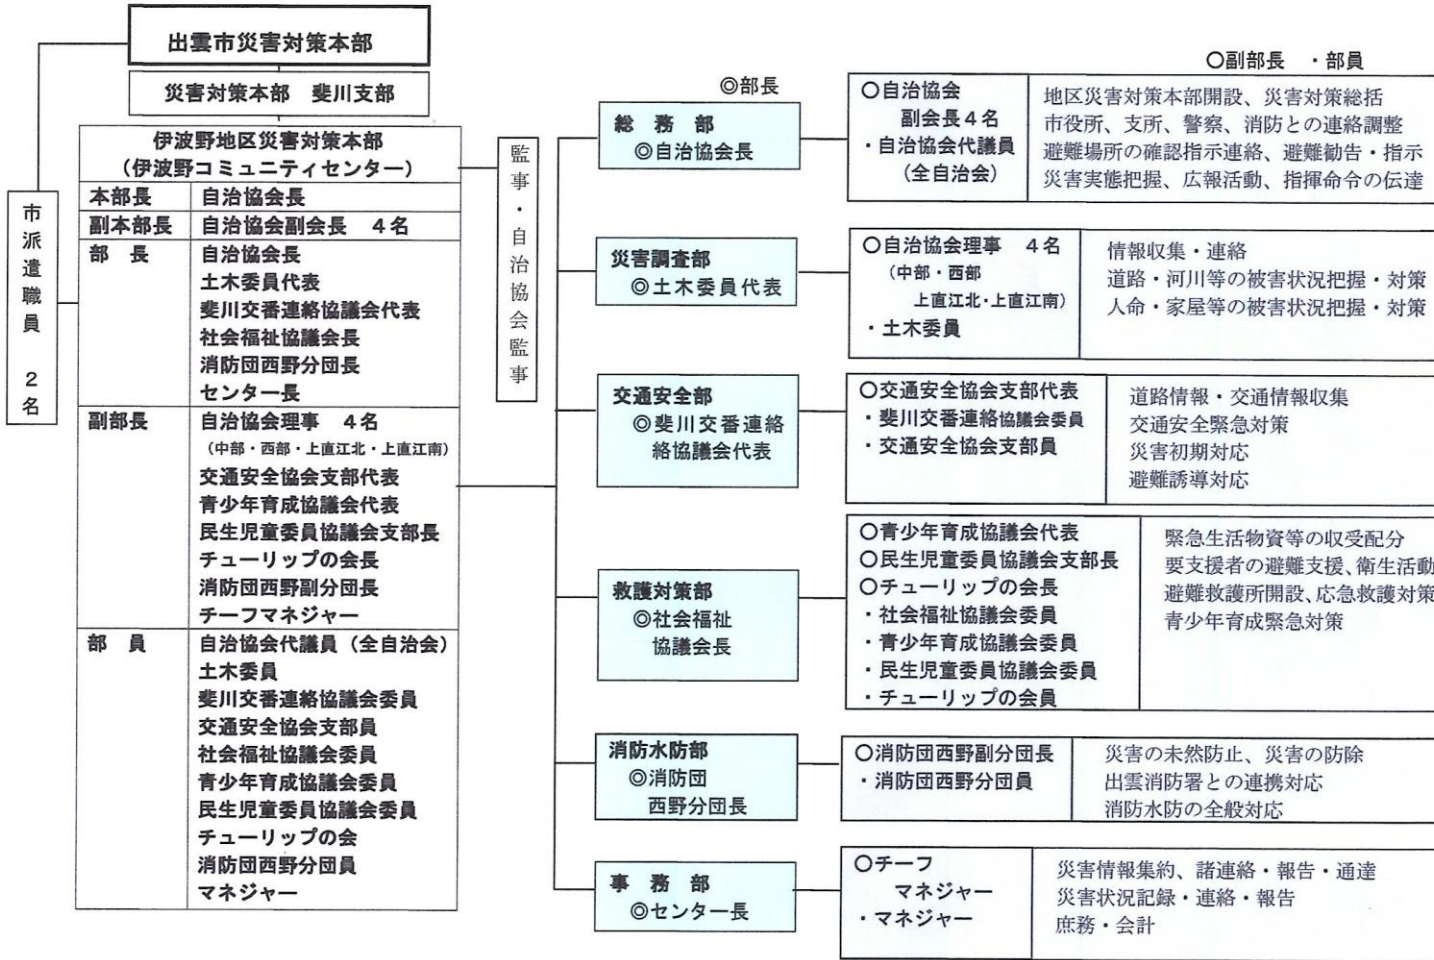 出雲市災害対策本部
災害対策本部 斐川支部
伊波野地区災害対策本部
(伊波野コミュニティセンター)
本部長 自治協会長
副本部長 自治協会副会長 4名
部 長 自治協会長
土木委員代表
斐川交番連絡協議会代表
社会福祉協議会長
消防団西野分団長
センター長
副部長 自治協会理事 4名
(中部・西部・上直江北・上直江南)
交通安全協会支部代表
青少年育成協議会代表
民生児童委員協議会支部長
チューリップの会長
消防団西野副分団長
チーフマネジャー
部 員 自治協会代議員(全自治会)
土木委員
斐川交番連絡協議会委員
交通安全協会支部員
社会福祉協議会委員
青少年育成協議会委員
民生児童委員協議会委員
チューリップの会
消防団西野分団員
マネジャー
市派遣職員 2名
監事・自治協会監事
◎部長
○副部長 ・部員
総 務 部
◎自治協会長
○自治協会
副会長4名
・自治協会代議員
(全自治会)
地区災害対策本部開設、災害対策総括
市役所、支所、警察、消防との連絡調整
避難場所の確認指示連絡、避難勧告・指示
災害実態把握、広報活動、指揮命令の伝達
災害調査部
◎土木委員代表
○自治協会理事 4名
(中部・西部
上直江北・上直江南)
・土木委員
情報収集・連絡
道路・河川等の被害状況把握・対策
人命・家屋等の被害状況把握・対策
交通安全部
◎斐川交番連絡
絡協議会代表
○交通安全協会支部代表
・斐川交番連絡協議会委員
・交通安全協会支部員
道路情報・交通情報収集
交通安全緊急対策
災害初期対応
避難誘導対応
救護対策部
◎社会福祉
協議会長
○青少年育成協議会代表
○民生児童委員協議会支部長
○チューリップの会長
・社会福祉協議会委員
・青少年育成協議会委員
・民生児童委員協議会委員
・チューリップの会員
緊急生活物資等の収受配分
要支援者の避難支援、衛生活動
避難救護所開設、応急救護対策
青少年育成緊急対策
消防水防部
◎消防団
西野分団長
○消防団西野副分団長
・消防団西野分団員
災害の未然防止、災害の防除
出雲消防署との連携対応
消防水防の全般対応
事 務 部
◎センター長
○チーフ
マネジャー
・マネジャー
災害情報集約、諸連絡・報告・通達
災害状況記録・連絡・報告
庶務・会計